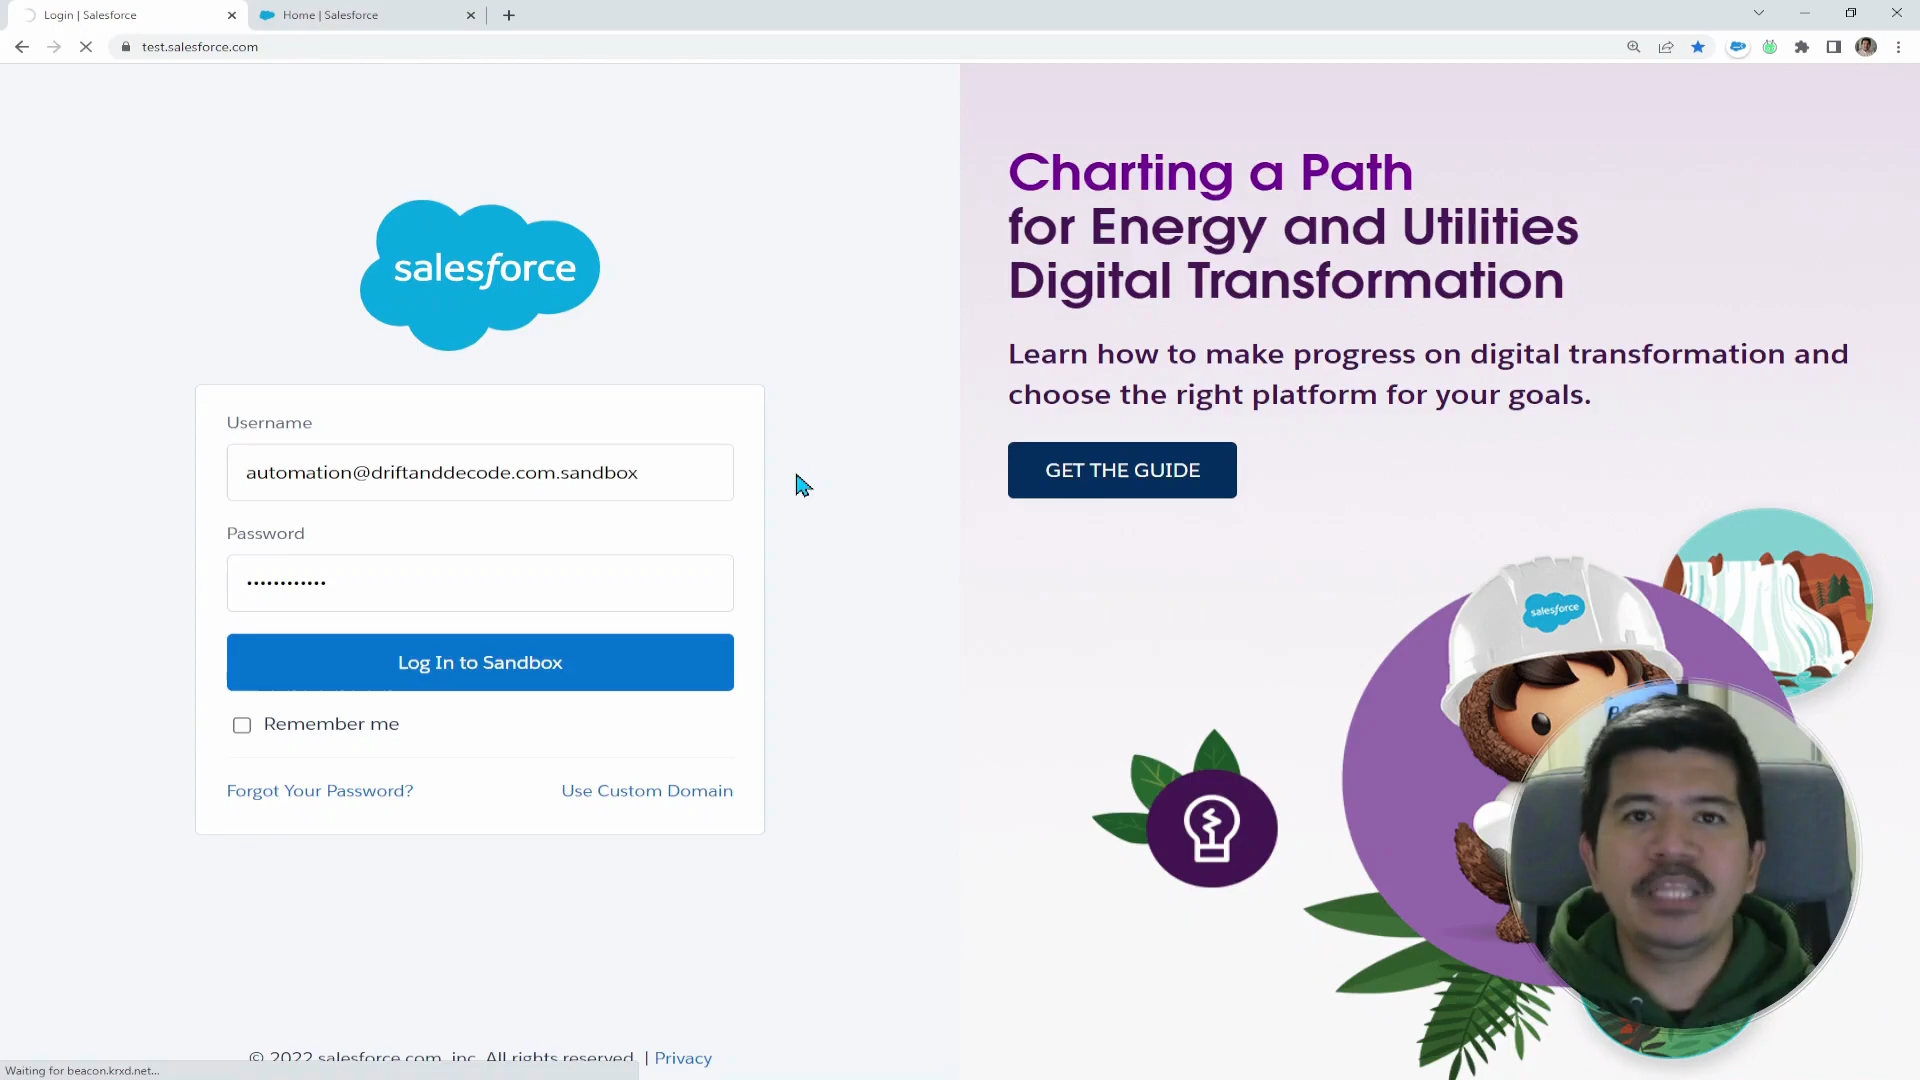 Login | Salesforce
Home | Salesforce
test.salesforce.com
salesforce
Username
automation@driftanddecode.com.sandbox
Password
••••••••••••
Log In to Sandbox
Remember me
Forgot Your Password?
Use Custom Domain
© 2022 salesforce.com, inc. All rights reserved. | Privacy
Waiting for beacon.krxd.net...
Charting a Path
for Energy and Utilities
Digital Transformation
Learn how to make progress on digital transformation and
choose the right platform for your goals.
GET THE GUIDE
salesforce